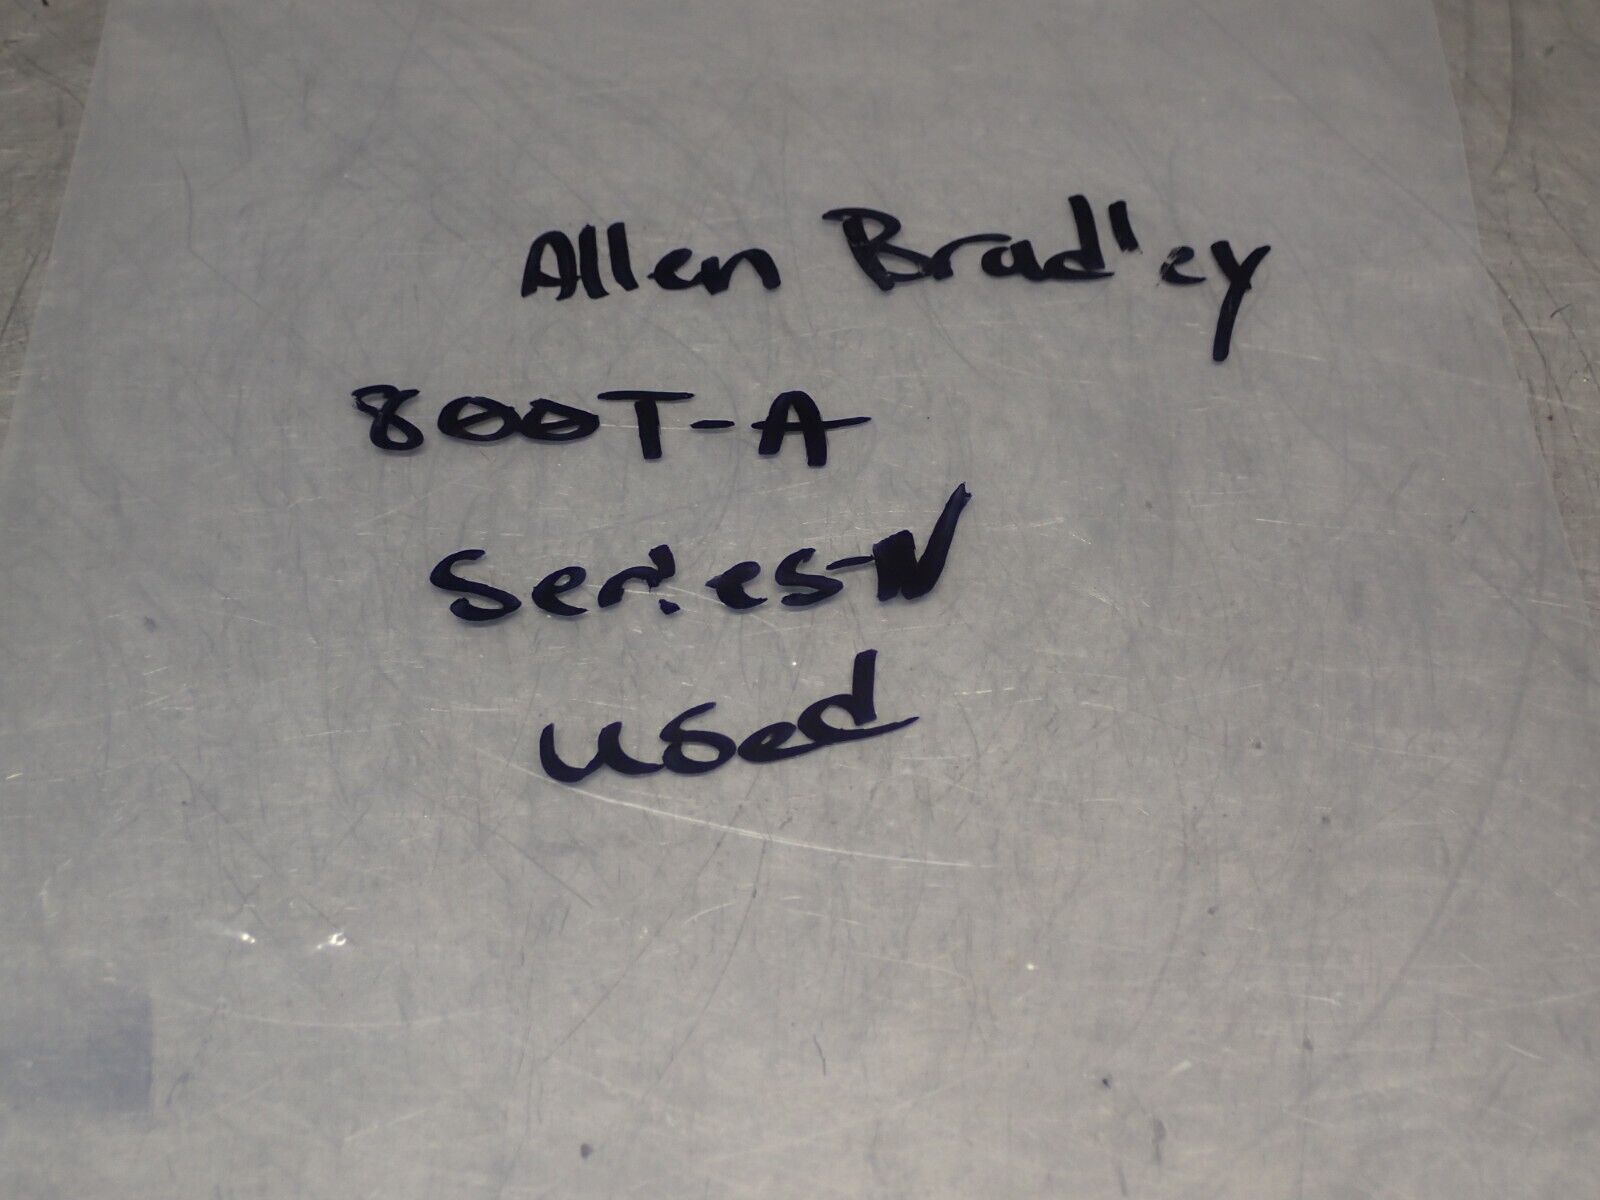 Allen Bradley
800T-A
Series-N
used